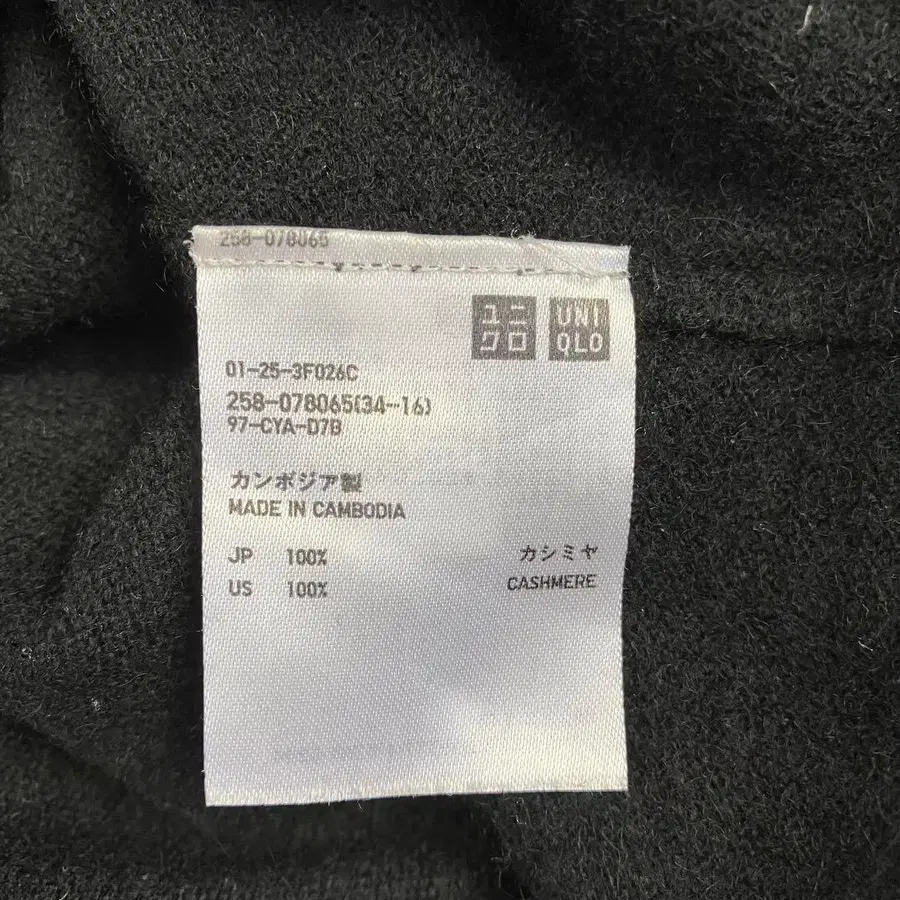 258-078065
ユニ UNI
クロ QLO
01-25-3F026C
258-078065(34-16)
97-CYA-D7B
カンボジア製
MADE IN CAMBODIA
JP 100% カシミヤ
US 100% CASHMERE